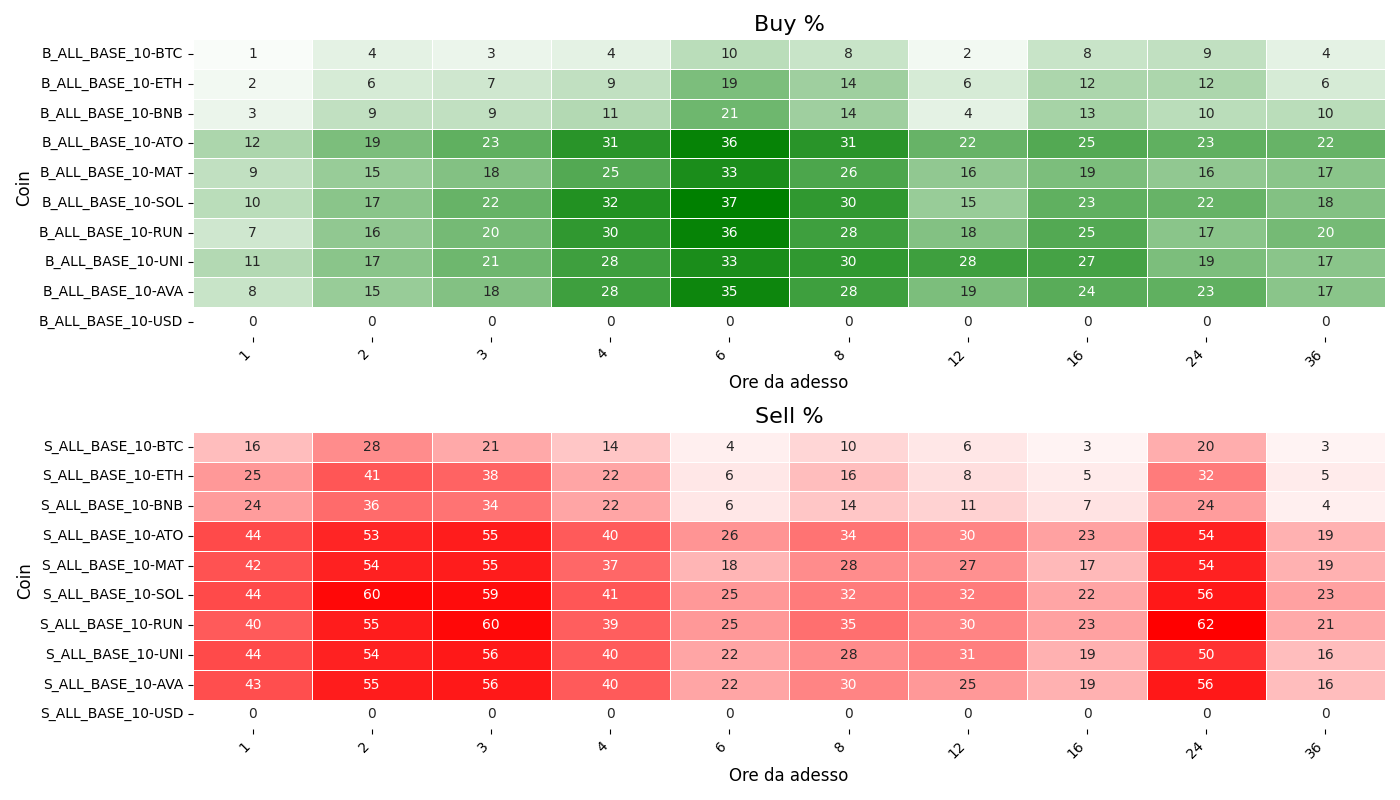 Buy %
Coin
B_ALL_BASE_10-BTC 1 4 3 4 10 8 2 8 9 4
B_ALL_BASE_10-ETH 2 6 7 9 19 14 6 12 12 6
B_ALL_BASE_10-BNB 3 9 9 11 21 14 4 13 10 10
B_ALL_BASE_10-ATO 12 19 23 31 36 31 22 25 23 22
B_ALL_BASE_10-MAT 9 15 18 25 33 26 16 19 16 17
B_ALL_BASE_10-SOL 10 17 22 32 37 30 15 23 22 18
B_ALL_BASE_10-RUN 7 16 20 30 36 28 18 25 17 20
B_ALL_BASE_10-UNI 11 17 21 28 33 30 28 27 19 17
B_ALL_BASE_10-AVA 8 15 18 28 35 28 19 24 23 17
B_ALL_BASE_10-USD 0 0 0 0 0 0 0 0 0 0
1 2 3 4 6 8 12 16 24 36
Ore da adesso
Sell %
Coin
S_ALL_BASE_10-BTC 16 28 21 14 4 10 6 3 20 3
S_ALL_BASE_10-ETH 25 41 38 22 6 16 8 5 32 5
S_ALL_BASE_10-BNB 24 36 34 22 6 14 11 7 24 4
S_ALL_BASE_10-ATO 44 53 55 40 26 34 30 23 54 19
S_ALL_BASE_10-MAT 42 54 55 37 18 28 27 17 54 19
S_ALL_BASE_10-SOL 44 60 59 41 25 32 32 22 56 23
S_ALL_BASE_10-RUN 40 55 60 39 25 35 30 23 62 21
S_ALL_BASE_10-UNI 44 54 56 40 22 28 31 19 50 16
S_ALL_BASE_10-AVA 43 55 56 40 22 30 25 19 56 16
S_ALL_BASE_10-USD 0 0 0 0 0 0 0 0 0 0
1 2 3 4 6 8 12 16 24 36
Ore da adesso